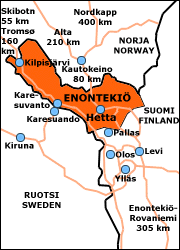 Skibotn
55 km
Tromsø
160
km
Alta
210 km
Nordkapp
400 km
NORJA
NORWAY
Kautokeino
80 km
Kilpisjärvi
ENONTEKIÖ
SUOMI
FINLAND
Kare-
suvanto
Hetta
Karesuando
Pallas
Kiruna
Olos
Levi
Ylläs
RUOTSI
SWEDEN
Enontekiö-
Rovaniemi
305 km